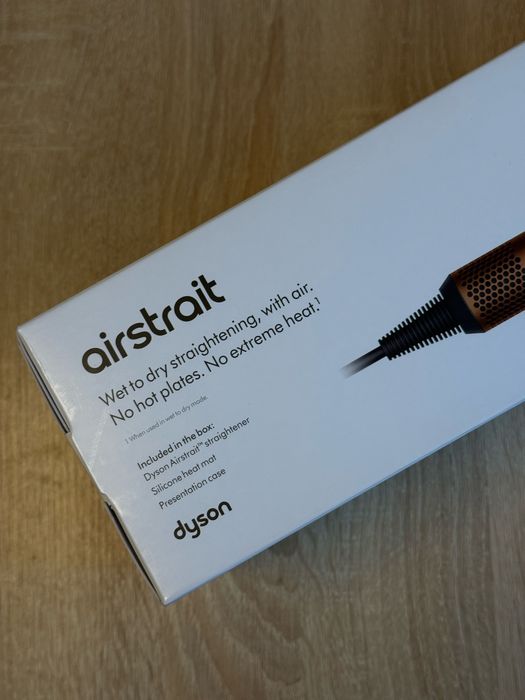 airstrait
Wet to dry straightening, with air.
No hot plates. No extreme heat.¹
¹ When used in wet to dry mode.
Included in the box:
Dyson Airstrait™ straightener
Silicone heat mat
Presentation case
dyson